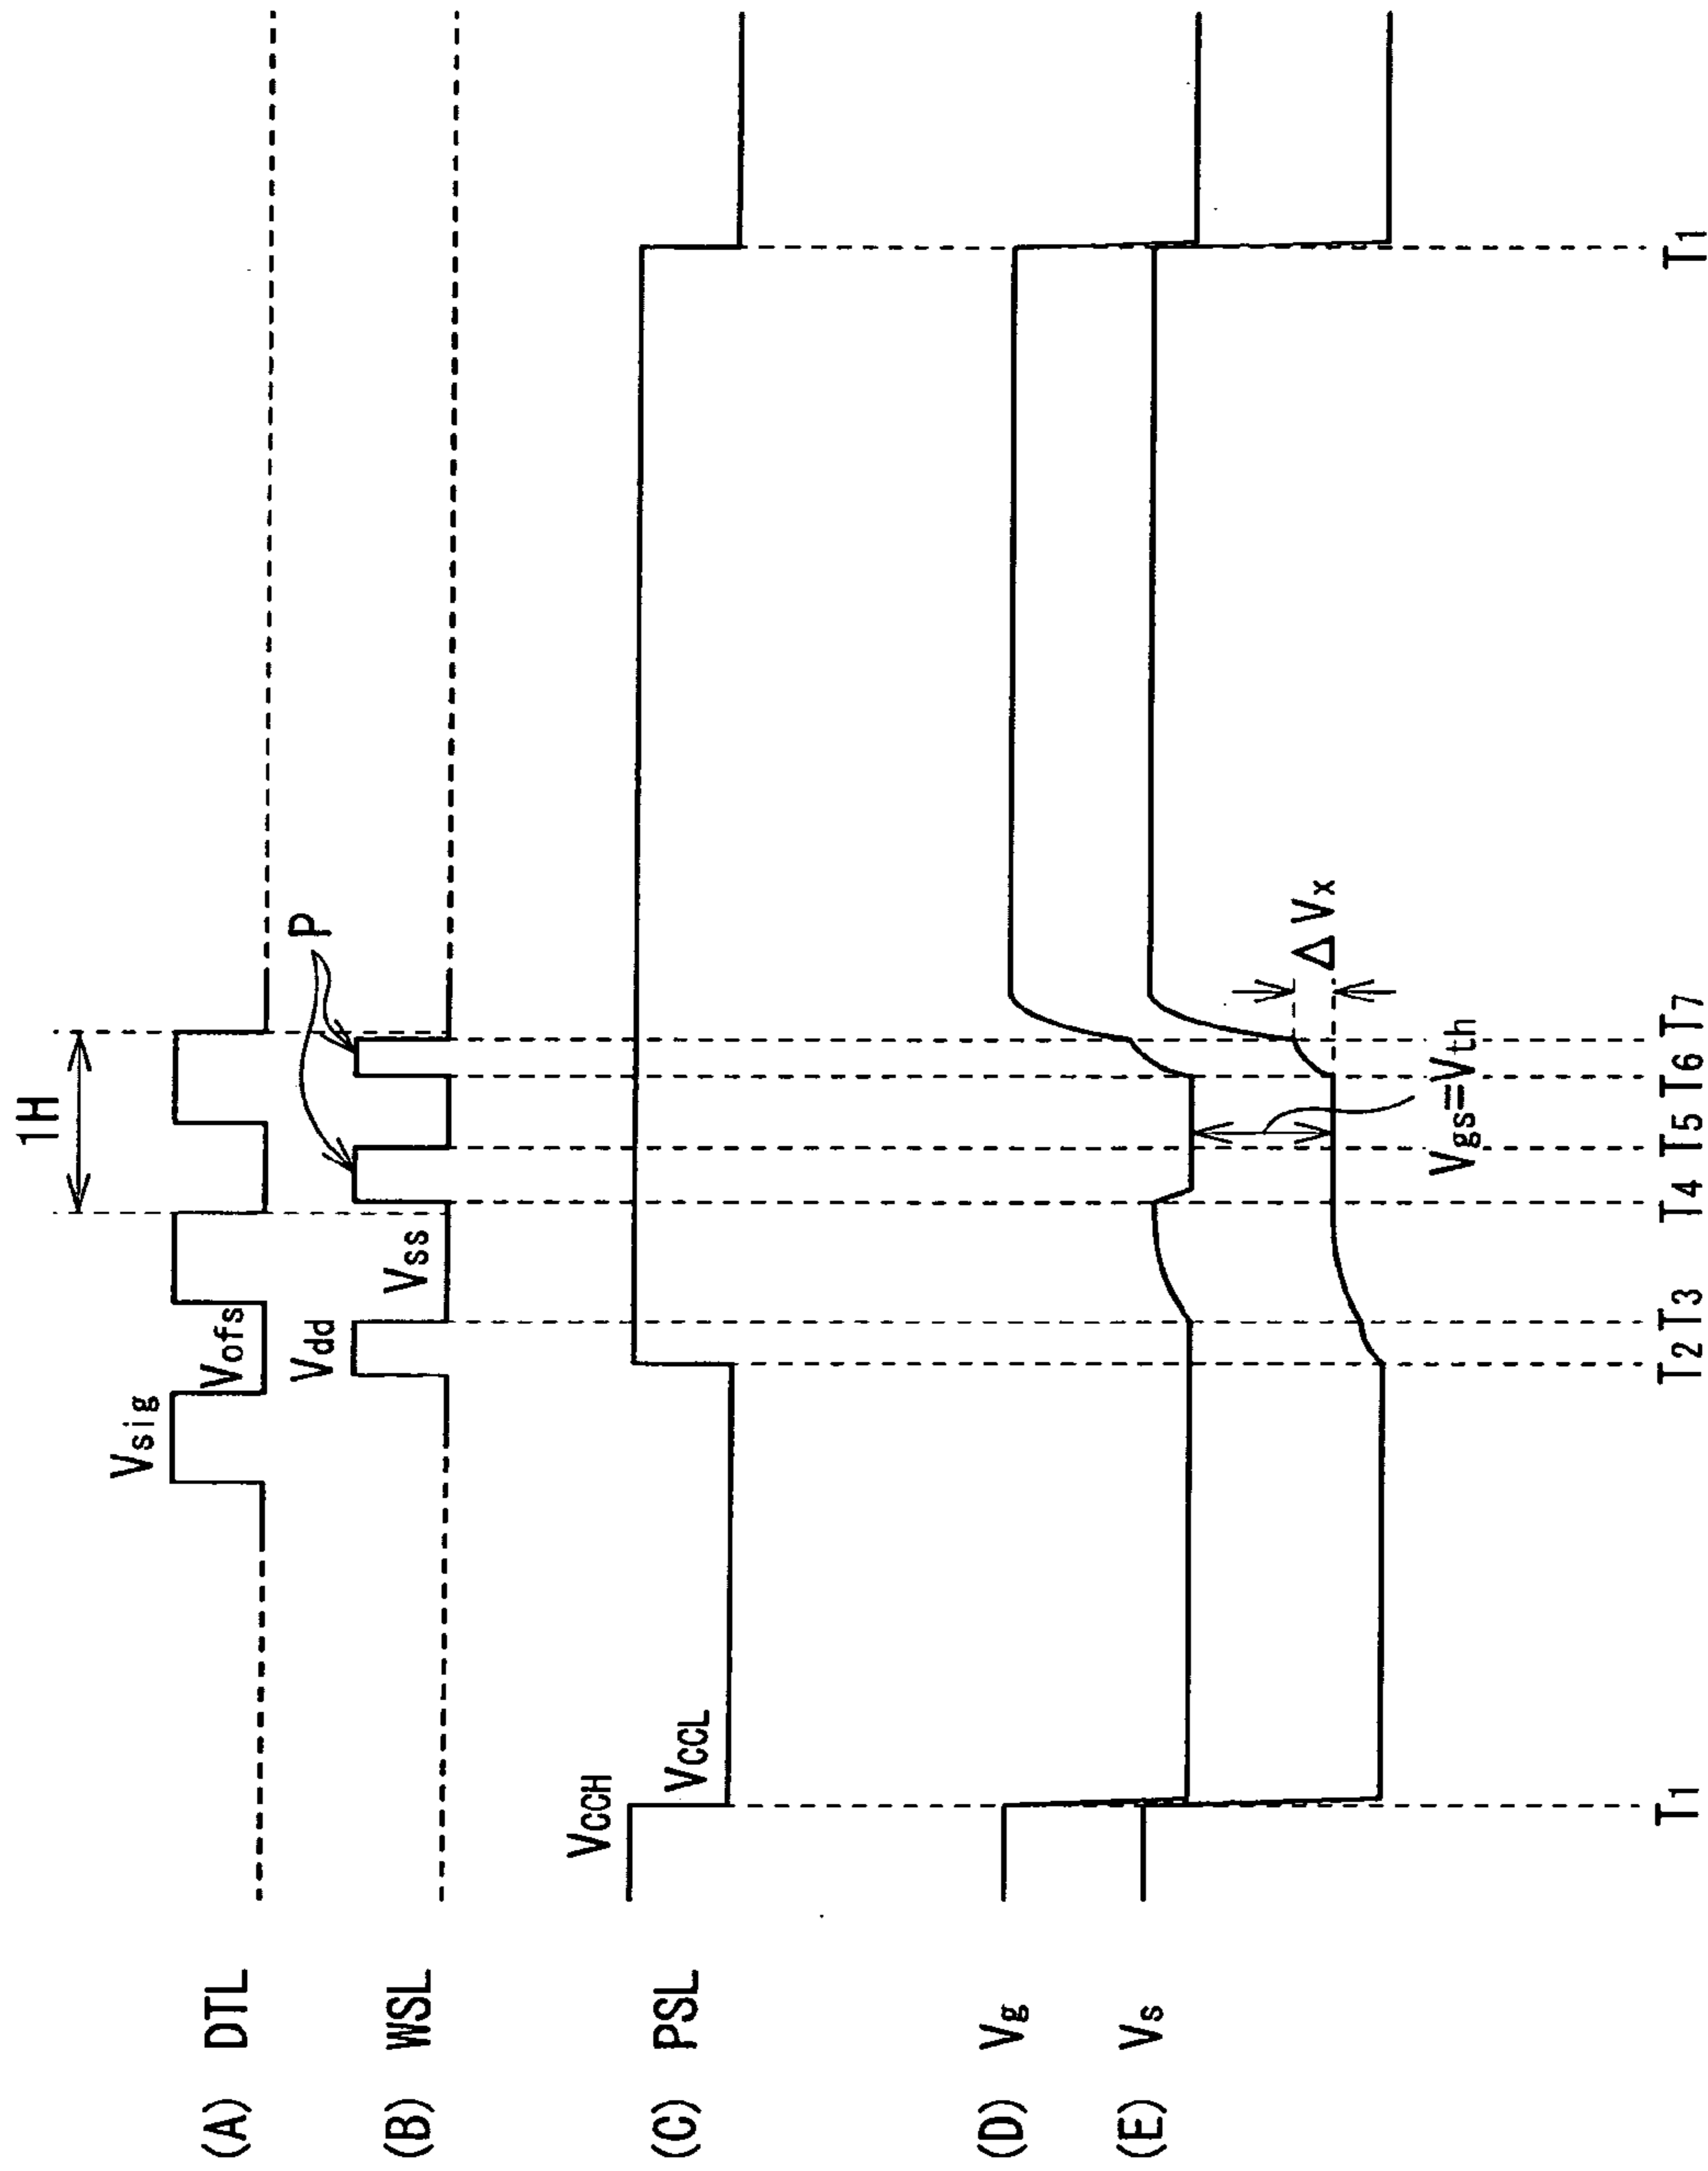 1H
(A) DTL
Vsig
Vofs
P
(B) WSL
Vdd
Vss
(C) PSL
VCCH
VCCL
(D) Vg
(E) Vs
ΔVx
Vgs=Vth
T1
T2
T3
T4
T5
T6
T7
T1